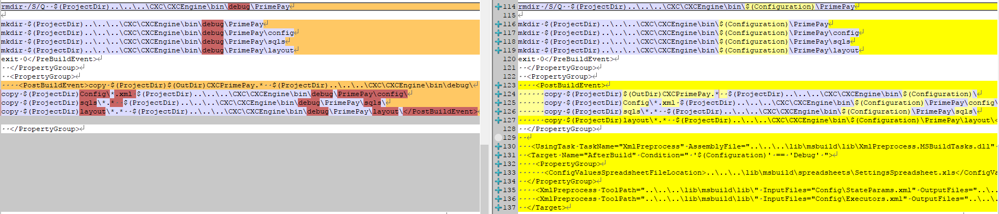 rmdir /S/Q  $(ProjectDir)..\..\..\CXC\CXCEngine\bin\debug\PrimePay
mkdir $(ProjectDir)..\..\..\CXC\CXCEngine\bin\debug\PrimePay
mkdir $(ProjectDir)..\..\..\CXC\CXCEngine\bin\debug\PrimePay\config
mkdir $(ProjectDir)..\..\..\CXC\CXCEngine\bin\debug\PrimePay\sqls
mkdir $(ProjectDir)..\..\..\CXC\CXCEngine\bin\debug\PrimePay\layout
exit 0</PreBuildEvent>
  </PropertyGroup>
  <PropertyGroup>
    <PostBuildEvent>copy $(ProjectDir)$(OutDir)CXCPrimePay.*  $(ProjectDir)..\..\..\CXC\CXCEngine\bin\debug\
copy $(ProjectDir)Config\*.xml $(ProjectDir)..\..\..\CXC\CXCEngine\bin\debug\PrimePay\config\
copy $(ProjectDir)sqls\*.*  $(ProjectDir)..\..\..\CXC\CXCEngine\bin\debug\PrimePay\sqls\
copy $(ProjectDir)layout\*.*  $(ProjectDir)..\..\..\CXC\CXCEngine\bin\debug\PrimePay\layout\</PostBuildEvent>
  </PropertyGroup>
114 rmdir /S/Q  $(ProjectDir)..\..\..\CXC\CXCEngine\bin\$(Configuration)\PrimePay
115
116 mkdir $(ProjectDir)..\..\..\CXC\CXCEngine\bin\$(Configuration)\PrimePay
117 mkdir $(ProjectDir)..\..\..\CXC\CXCEngine\bin\$(Configuration)\PrimePay\config
118 mkdir $(ProjectDir)..\..\..\CXC\CXCEngine\bin\$(Configuration)\PrimePay\sqls
119 mkdir $(ProjectDir)..\..\..\CXC\CXCEngine\bin\$(Configuration)\PrimePay\layout
120 exit 0</PreBuildEvent>
121   </PropertyGroup>
122   <PropertyGroup>
123     <PostBuildEvent>
124       copy $(ProjectDir)$(OutDir)CXCPrimePay.*  $(ProjectDir)..\..\..\CXC\CXCEngine\bin\$(Configuration)\
125       copy $(ProjectDir)Config\*.xml $(ProjectDir)..\..\..\CXC\CXCEngine\bin\$(Configuration)\PrimePay\config\
126       copy $(ProjectDir)sqls\*.*  $(ProjectDir)..\..\..\CXC\CXCEngine\bin\$(Configuration)\PrimePay\sqls\
127       copy $(ProjectDir)layout\*.*  $(ProjectDir)..\..\..\CXC\CXCEngine\bin\$(Configuration)\PrimePay\layout\<
128   </PropertyGroup>
129
130   <UsingTask TaskName="XmlPreprocess" AssemblyFile="..\..\..\lib\msbuild\lib\XmlPreprocess.MSBuildTasks.dll"
131   <Target Name="AfterBuild" Condition=" '$(Configuration)' == 'Debug' ">
132     <PropertyGroup>
133       <ConfigValuesSpreadsheetFileLocation>..\..\..\lib\msbuild\spreadsheets\SettingsSpreadsheet.xls</ConfigVa
134   </PropertyGroup>
135     <XmlPreprocess ToolPath="..\..\..\lib\msbuild\lib\" InputFiles="Config\StateParams.xml" OutputFiles="..\..
136     <XmlPreprocess ToolPath="..\..\..\lib\msbuild\lib\" InputFiles="Config\Executors.xml" OutputFiles="..\..\.
137   </Target>